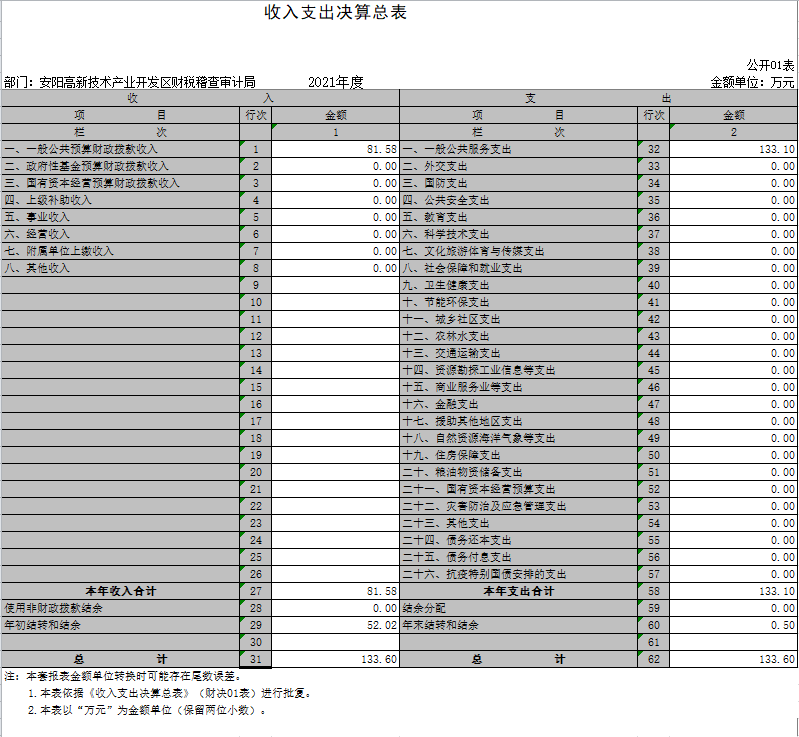 收入支出决算总表
公开01表
部门：安阳高新技术产业开发区财税稽查审计局 2021年度 金额单位：万元
收 入 支 出
项 目 行次 金额 项 目 行次 金额
栏 次 1 栏 次 2
一、一般公共预算财政拨款收入 1 81.58 一、一般公共服务支出 32 133.10
二、政府性基金预算财政拨款收入 2 0.00 二、外交支出 33 0.00
三、国有资本经营预算财政拨款收入 3 0.00 三、国防支出 34 0.00
四、上级补助收入 4 0.00 四、公共安全支出 35 0.00
五、事业收入 5 0.00 五、教育支出 36 0.00
六、经营收入 6 0.00 六、科学技术支出 37 0.00
七、附属单位上缴收入 7 0.00 七、文化旅游体育与传媒支出 38 0.00
八、其他收入 8 0.00 八、社会保障和就业支出 39 0.00
9 九、卫生健康支出 40 0.00
10 十、节能环保支出 41 0.00
11 十一、城乡社区支出 42 0.00
12 十二、农林水支出 43 0.00
13 十三、交通运输支出 44 0.00
14 十四、资源勘探工业信息等支出 45 0.00
15 十五、商业服务业等支出 46 0.00
16 十六、金融支出 47 0.00
17 十七、援助其他地区支出 48 0.00
18 十八、自然资源海洋气象等支出 49 0.00
19 十九、住房保障支出 50 0.00
20 二十、粮油物资储备支出 51 0.00
21 二十一、国有资本经营预算支出 52 0.00
22 二十二、灾害防治及应急管理支出 53 0.00
23 二十三、其他支出 54 0.00
24 二十四、债务还本支出 55 0.00
25 二十五、债务付息支出 56 0.00
26 二十六、抗疫特别国债安排的支出 57 0.00
本年收入合计 27 81.58 本年支出合计 58 133.10
使用非财政拨款结余 28 0.00 结余分配 59 0.00
年初结转和结余 29 52.02 年末结转和结余 60 0.50
30 61
总 计 31 133.60 总 计 62 133.60
注：本套报表金额单位转换时可能存在尾数误差。
1.本表依据《收入支出决算总表》（财决01表）进行批复。
2.本表以“万元”为金额单位（保留两位小数）。